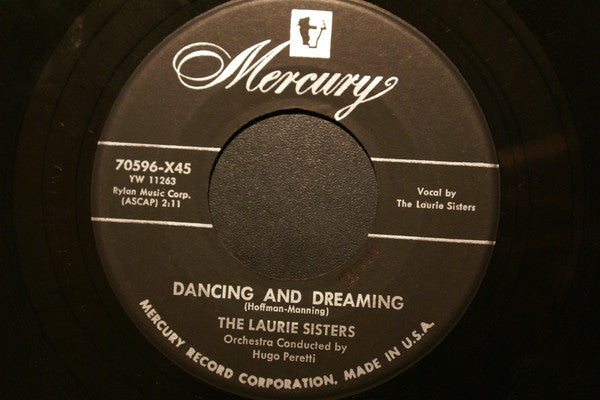 Mercury
70596-X45
YW 11263
Rylan Music Corp.
(ASCAP) 2:11
Vocal by
The Laurie Sisters
DANCING AND DREAMING
(Hoffman-Manning)
THE LAURIE SISTERS
Orchestra Conducted by
Hugo Peretti
MERCURY RECORD CORPORATION, MADE IN U.S.A.